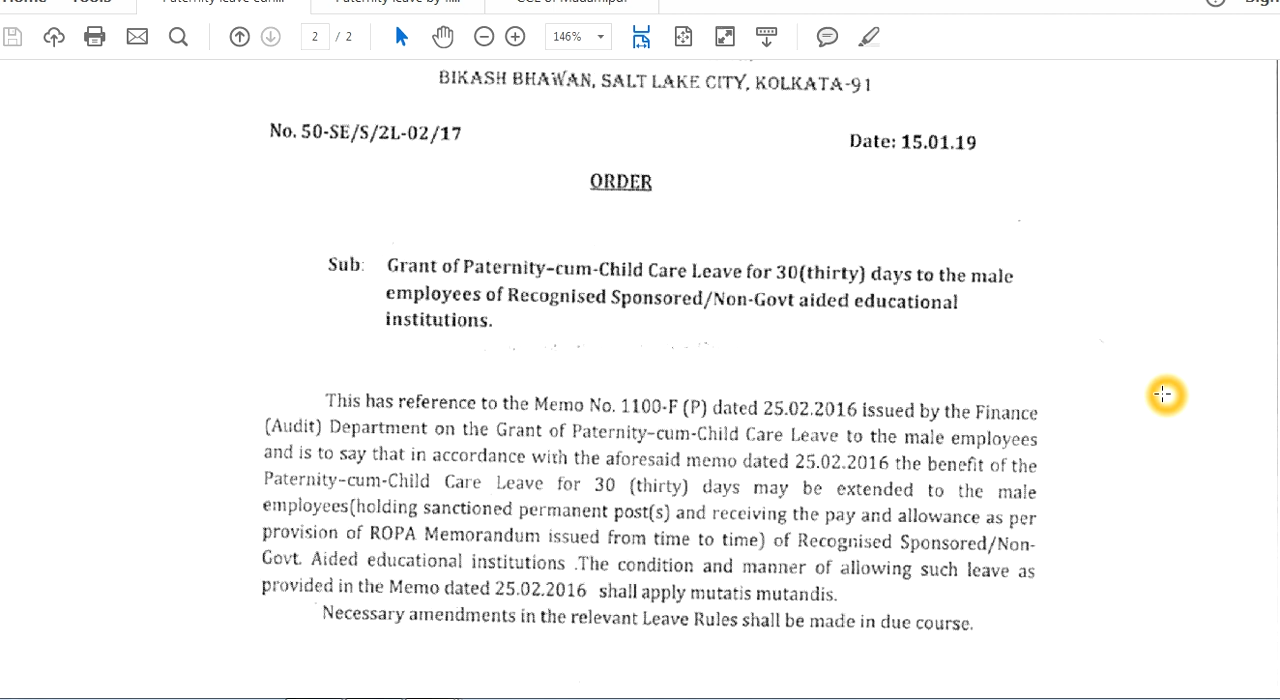 Paternity leave
2 / 2
146%
BIKASH BHAWAN, SALT LAKE CITY, KOLKATA-91
No. 50-SE/S/2L-02/17
Date: 15.01.19
ORDER
Sub: Grant of Paternity-cum-Child Care Leave for 30(thirty) days to the male
employees of Recognised Sponsored/Non-Govt aided educational
institutions.
This has reference to the Memo No. 1100-F (P) dated 25.02.2016 issued by the Finance
(Audit) Department on the Grant of Paternity-cum-Child Care Leave to the male employees
and is to say that in accordance with the aforesaid memo dated 25.02.2016 the benefit of the
Paternity-cum-Child Care Leave for 30 (thirty) days may be extended to the male
employees(holding sanctioned permanent post(s) and receiving the pay and allowance as per
provision of ROPA Memorandum issued from time to time) of Recognised Sponsored/Non-
Govt. Aided educational institutions .The condition and manner of allowing such leave as
provided in the Memo dated 25.02.2016 shall apply mutatis mutandis.
Necessary amendments in the relevant Leave Rules shall be made in due course.